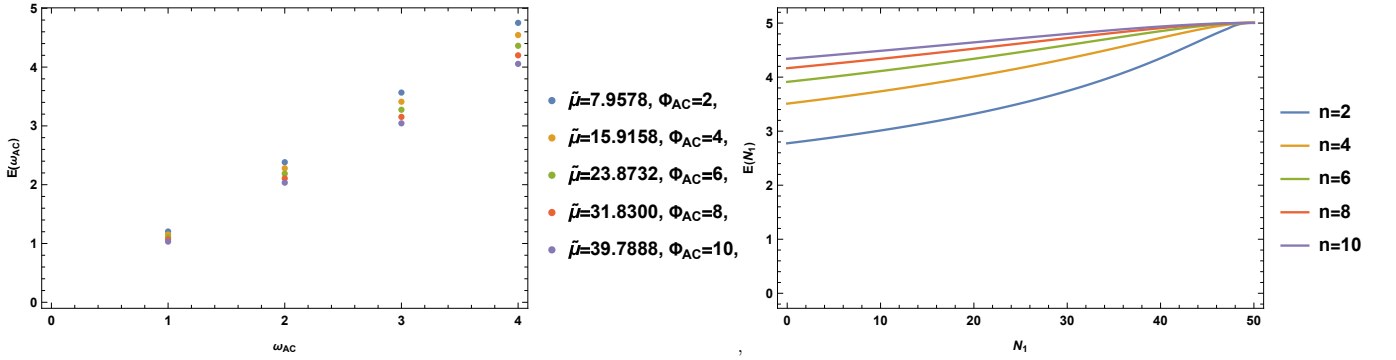 E(ω_AC)
5
4
3
2
1
0
0 1 2 3 4
ω_AC
μ̃=7.9578, Φ_AC=2,
μ̃=15.9158, Φ_AC=4,
μ̃=23.8732, Φ_AC=6,
μ̃=31.8300, Φ_AC=8,
μ̃=39.7888, Φ_AC=10,
,
E(N₁)
5
4
3
2
1
0
0 10 20 30 40 50
N₁
n=2
n=4
n=6
n=8
n=10